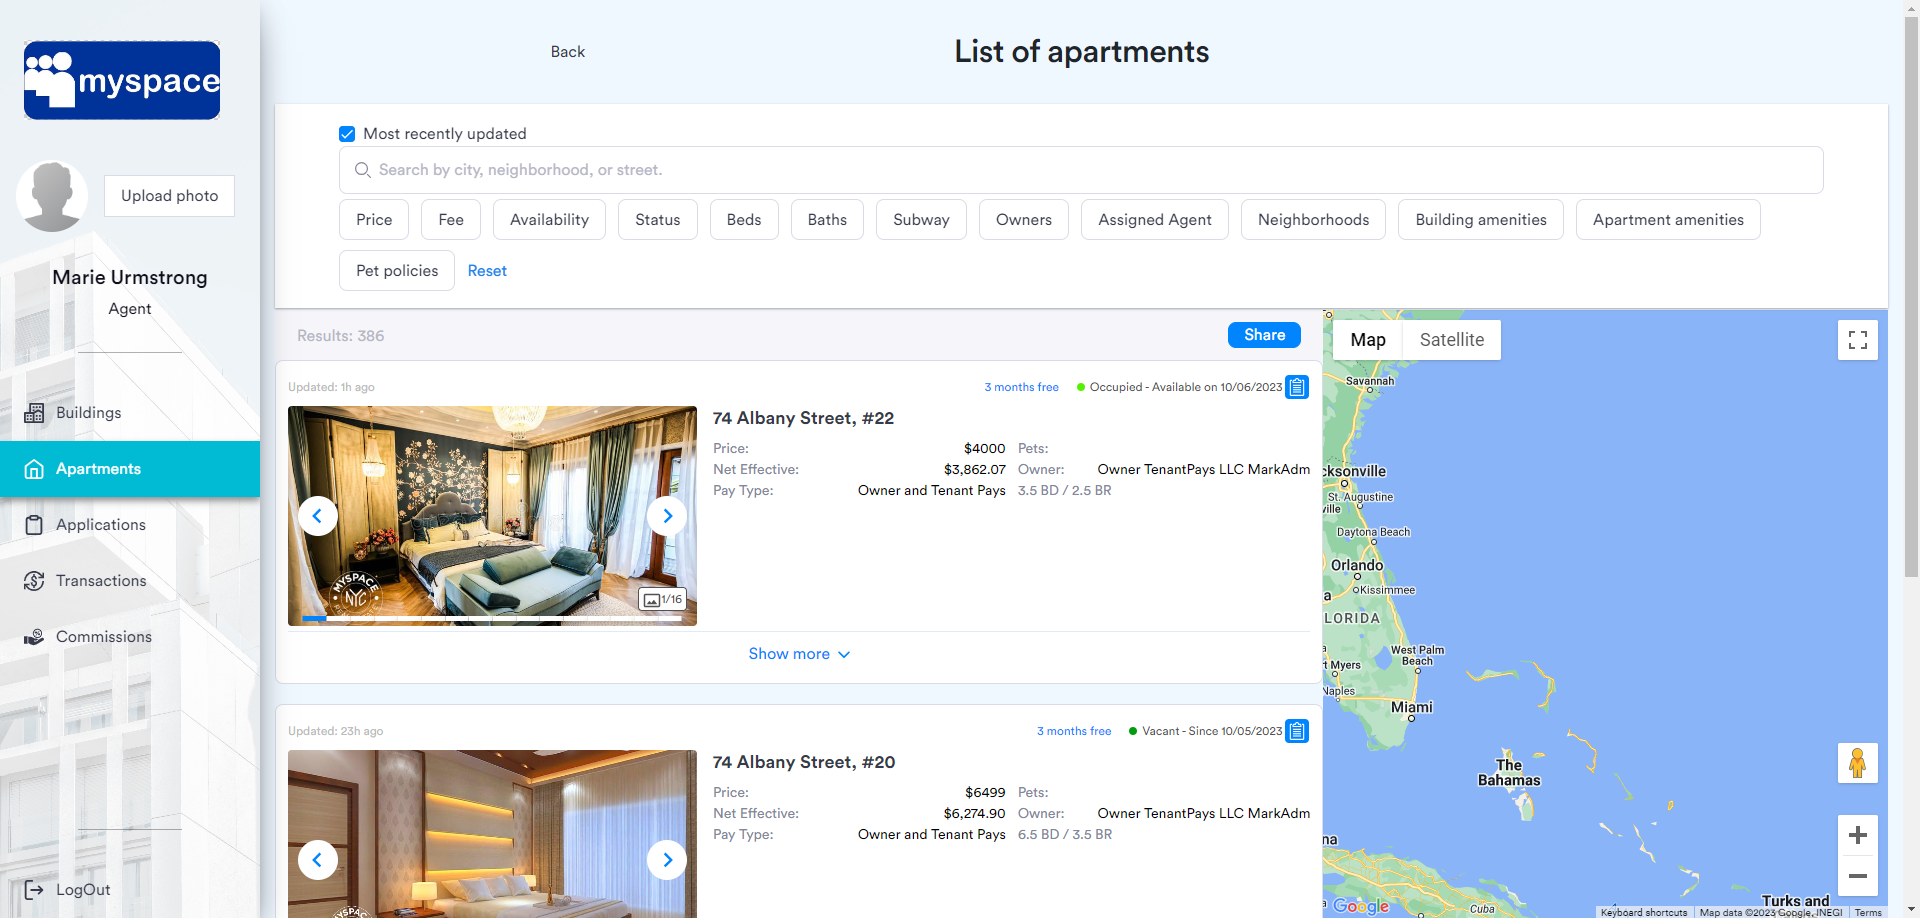 myspace
Upload photo
Marie Urmstrong
Agent
Buildings
Apartments
Applications
Transactions
Commissions
LogOut
Back
List of apartments
Most recently updated
Search by city, neighborhood, or street.
Price Fee Availability Status Beds Baths Subway Owners Assigned Agent Neighborhoods Building amenities Apartment amenities
Pet policies Reset
Results: 386 Share
Updated: 1h ago 3 months free Occupied - Available on 10/06/2023
74 Albany Street, #22
Price: $4000 Pets:
Net Effective: $3,862.07 Owner: Owner TenantPays LLC MarkAdm
Pay Type: Owner and Tenant Pays 3.5 BD / 2.5 BR
MYSPACE
NYC
1/16
Show more
Updated: 23h ago 3 months free Vacant - Since 10/05/2023
74 Albany Street, #20
Price: $6499 Pets:
Net Effective: $6,274.90 Owner: Owner TenantPays LLC MarkAdm
Pay Type: Owner and Tenant Pays 6.5 BD / 3.5 BR
MYSPACE
Map Satellite
Savannah
cksonville
St. Augustine
ville
Daytona Beach
Orlando
Kissimmee
a
LORIDA
West Palm
Beach
rt Myers
Naples
Miami
The
Bahamas
na
Turks and
Cuba
Google
Keyboard shortcuts Map data ©2023 Google, INEGI Terms